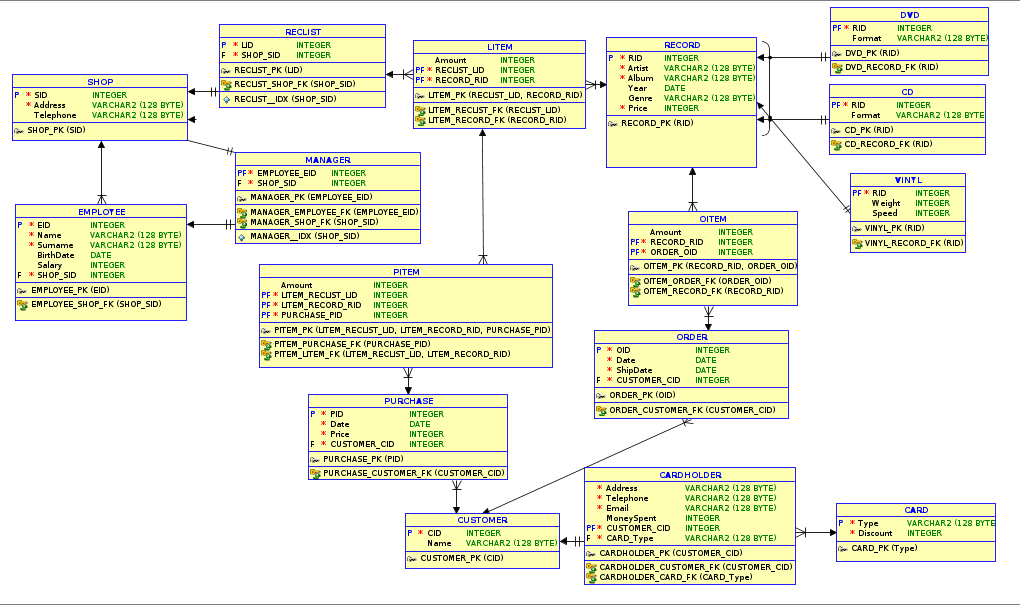 RECLIST
P * LID INTEGER
F * SHOP_SID INTEGER
RECLIST_PK (LID)
RECLIST_SHOP_FK (SHOP_SID)
RECLIST__IDX (SHOP_SID)
LITEM
Amount INTEGER
PF * RECLIST_LID INTEGER
PF * RECORD_RID INTEGER
LITEM_PK (RECLIST_LID, RECORD_RID)
LITEM_RECLIST_FK (RECLIST_LID)
LITEM_RECORD_FK (RECORD_RID)
RECORD
P * RID INTEGER
* Artist VARCHAR2 (128 BYTE)
* Album VARCHAR2 (128 BYTE)
Year DATE
Genre VARCHAR2 (128 BYTE)
* Price INTEGER
RECORD_PK (RID)
DVD
PF * RID INTEGER
Format VARCHAR2 (128 BYTE)
DVD_PK (RID)
DVD_RECORD_FK (RID)
CD
PF * RID INTEGER
Format VARCHAR2 (128 BYTE
CD_PK (RID)
CD_RECORD_FK (RID)
VINYL
PF * RID INTEGER
Weight INTEGER
Speed INTEGER
VINYL_PK (RID)
VINYL_RECORD_FK (RID)
SHOP
P * SID INTEGER
* Address VARCHAR2 (128 BYTE)
Telephone VARCHAR2 (128 BYTE)
SHOP_PK (SID)
MANAGER
PF * EMPLOYEE_EID INTEGER
F * SHOP_SID INTEGER
MANAGER_PK (EMPLOYEE_EID)
MANAGER_EMPLOYEE_FK (EMPLOYEE_EID)
MANAGER_SHOP_FK (SHOP_SID)
MANAGER__IDX (SHOP_SID)
EMPLOYEE
P * EID INTEGER
* Name VARCHAR2 (128 BYTE)
* Surname VARCHAR2 (128 BYTE)
BirthDate DATE
Salary INTEGER
F * SHOP_SID INTEGER
EMPLOYEE_PK (EID)
EMPLOYEE_SHOP_FK (SHOP_SID)
OITEM
Amount INTEGER
PF * RECORD_RID INTEGER
PF * ORDER_OID INTEGER
OITEM_PK (RECORD_RID, ORDER_OID)
OITEM_ORDER_FK (ORDER_OID)
OITEM_RECORD_FK (RECORD_RID)
PITEM
Amount INTEGER
PF * LITEM_RECLIST_LID INTEGER
PF * LITEM_RECORD_RID INTEGER
PF * PURCHASE_PID INTEGER
PITEM_PK (LITEM_RECLIST_LID, LITEM_RECORD_RID, PURCHASE_PID)
PITEM_PURCHASE_FK (PURCHASE_PID)
PITEM_LITEM_FK (LITEM_RECLIST_LID, LITEM_RECORD_RID)
ORDER
P * OID INTEGER
* Date DATE
* ShipDate DATE
F * CUSTOMER_CID INTEGER
ORDER_PK (OID)
ORDER_CUSTOMER_FK (CUSTOMER_CID)
PURCHASE
P * PID INTEGER
* Date DATE
* Price INTEGER
F * CUSTOMER_CID INTEGER
PURCHASE_PK (PID)
PURCHASE_CUSTOMER_FK (CUSTOMER_CID)
CARDHOLDER
* Address VARCHAR2 (128 BYTE)
* Telephone VARCHAR2 (128 BYTE)
* Email VARCHAR2 (128 BYTE)
MoneySpent INTEGER
PF * CUSTOMER_CID INTEGER
F * CARD_Type VARCHAR2 (128 BYTE)
CARDHOLDER_PK (CUSTOMER_CID)
CARDHOLDER_CUSTOMER_FK (CUSTOMER_CID)
CARDHOLDER_CARD_FK (CARD_Type)
CUSTOMER
P * CID INTEGER
Name VARCHAR2 (128 BYTE)
CUSTOMER_PK (CID)
CARD
P * Type VARCHAR2 (128 BYTE
* Discount INTEGER
CARD_PK (Type)